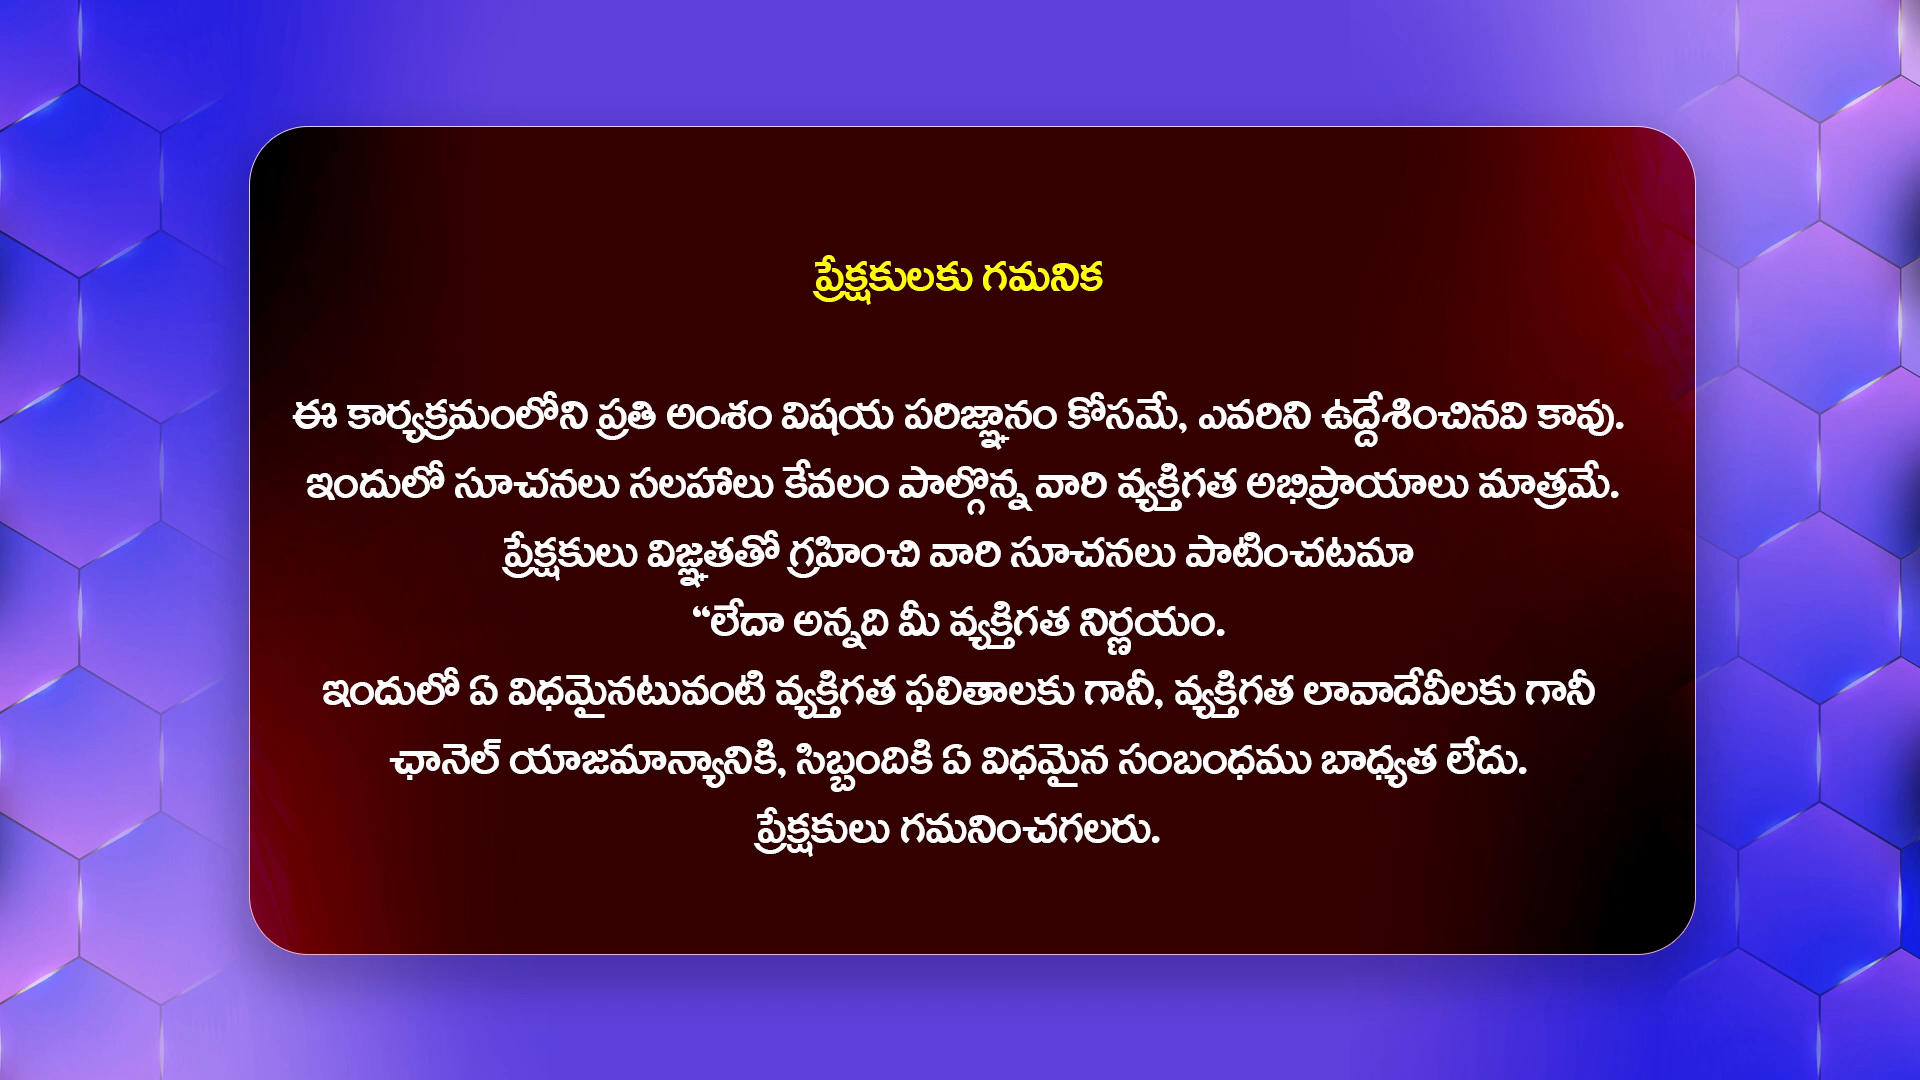 ప్రేక్షకులకు గమనిక
ఈ కార్యక్రమంలోని ప్రతి అంశం విషయ పరిజ్ఞానం కోసమే, ఎవరిని ఉద్దేశించినవి కావు.
ఇందులో సూచనలు సలహాలు కేవలం పాల్గొన్న వారి వ్యక్తిగత అభిప్రాయాలు మాత్రమే.
ప్రేక్షకులు విజ్ఞతతో గ్రహించి వారి సూచనలు పాటించటమా
“లేదా అన్నది మీ వ్యక్తిగత నిర్ణయం.
ఇందులో ఏ విధమైనటువంటి వ్యక్తిగత ఫలితాలకు గానీ, వ్యక్తిగత లావాదేవీలకు గానీ
ఛానెల్ యాజమాన్యానికి, సిబ్బందికి ఏ విధమైన సంబంధము బాధ్యత లేదు.
ప్రేక్షకులు గమనించగలరు.